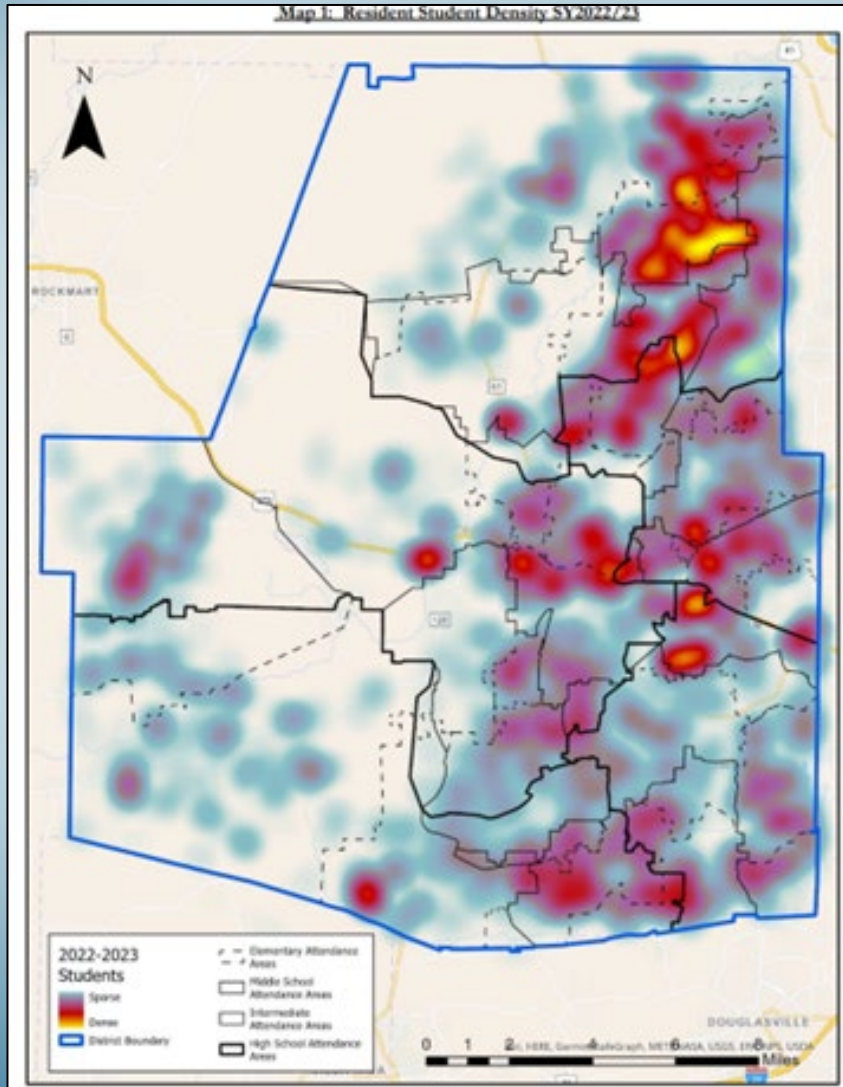 Map 1: Resident Student Density SY2022/23
N
ROCKMART
61
2022-2023
Students
Sparse
Dense
District Boundary
Elementary Attendance
Areas
Middle School
Attendance Areas
Intermediate
Attendance Areas
High School Attendance
Areas
DOUGLASVILLE
0 2 4 6 8
Miles